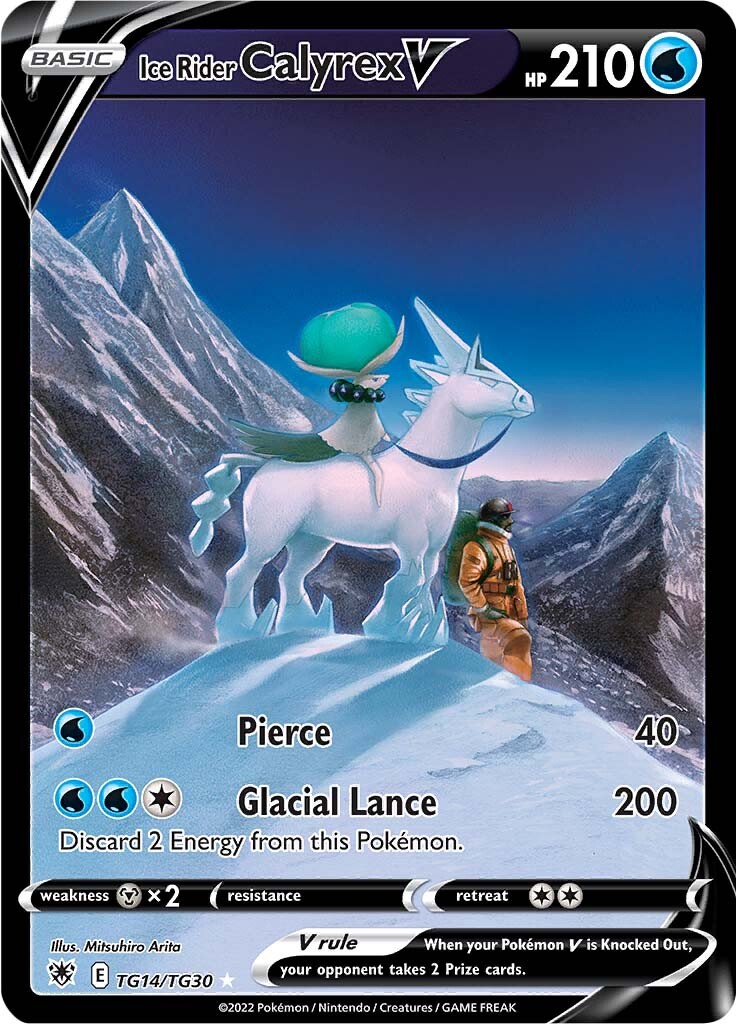 BASIC
Ice Rider Calyrex V
HP 210
Pierce 40
Glacial Lance 200
Discard 2 Energy from this Pokémon.
weakness ×2 resistance retreat
Illus. Mitsuhiro Arita
V rule When your Pokémon V is Knocked Out,
your opponent takes 2 Prize cards.
E TG14/TG30
©2022 Pokémon / Nintendo / Creatures / GAME FREAK